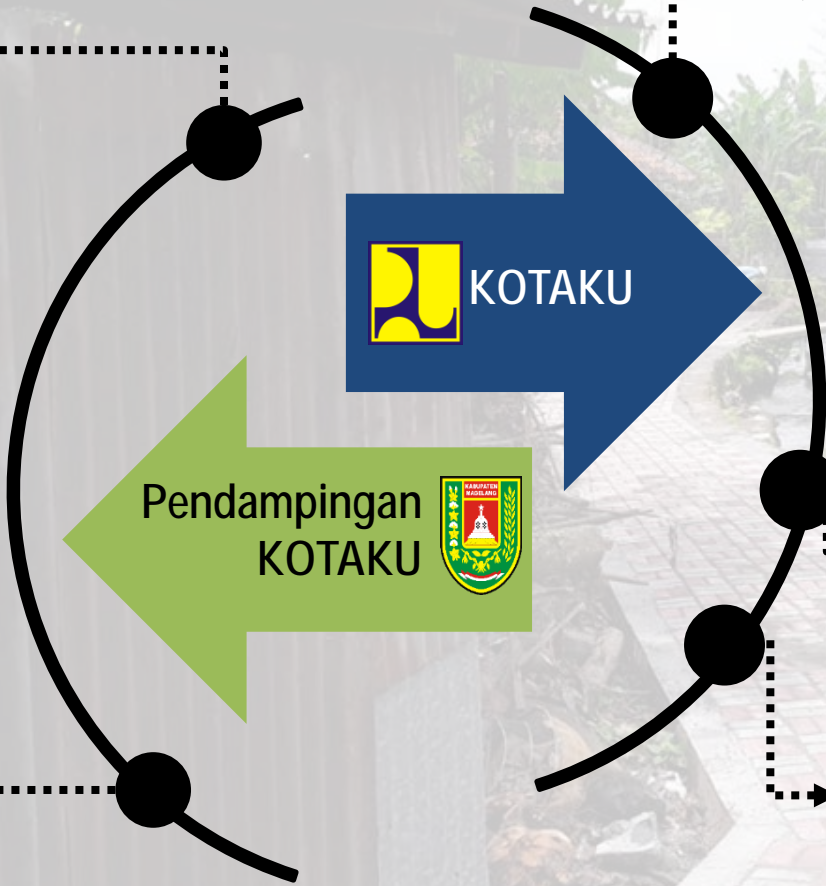 KOTAKU
Pendampingan
KOTAKU
KABUPATEN
MAGELANG